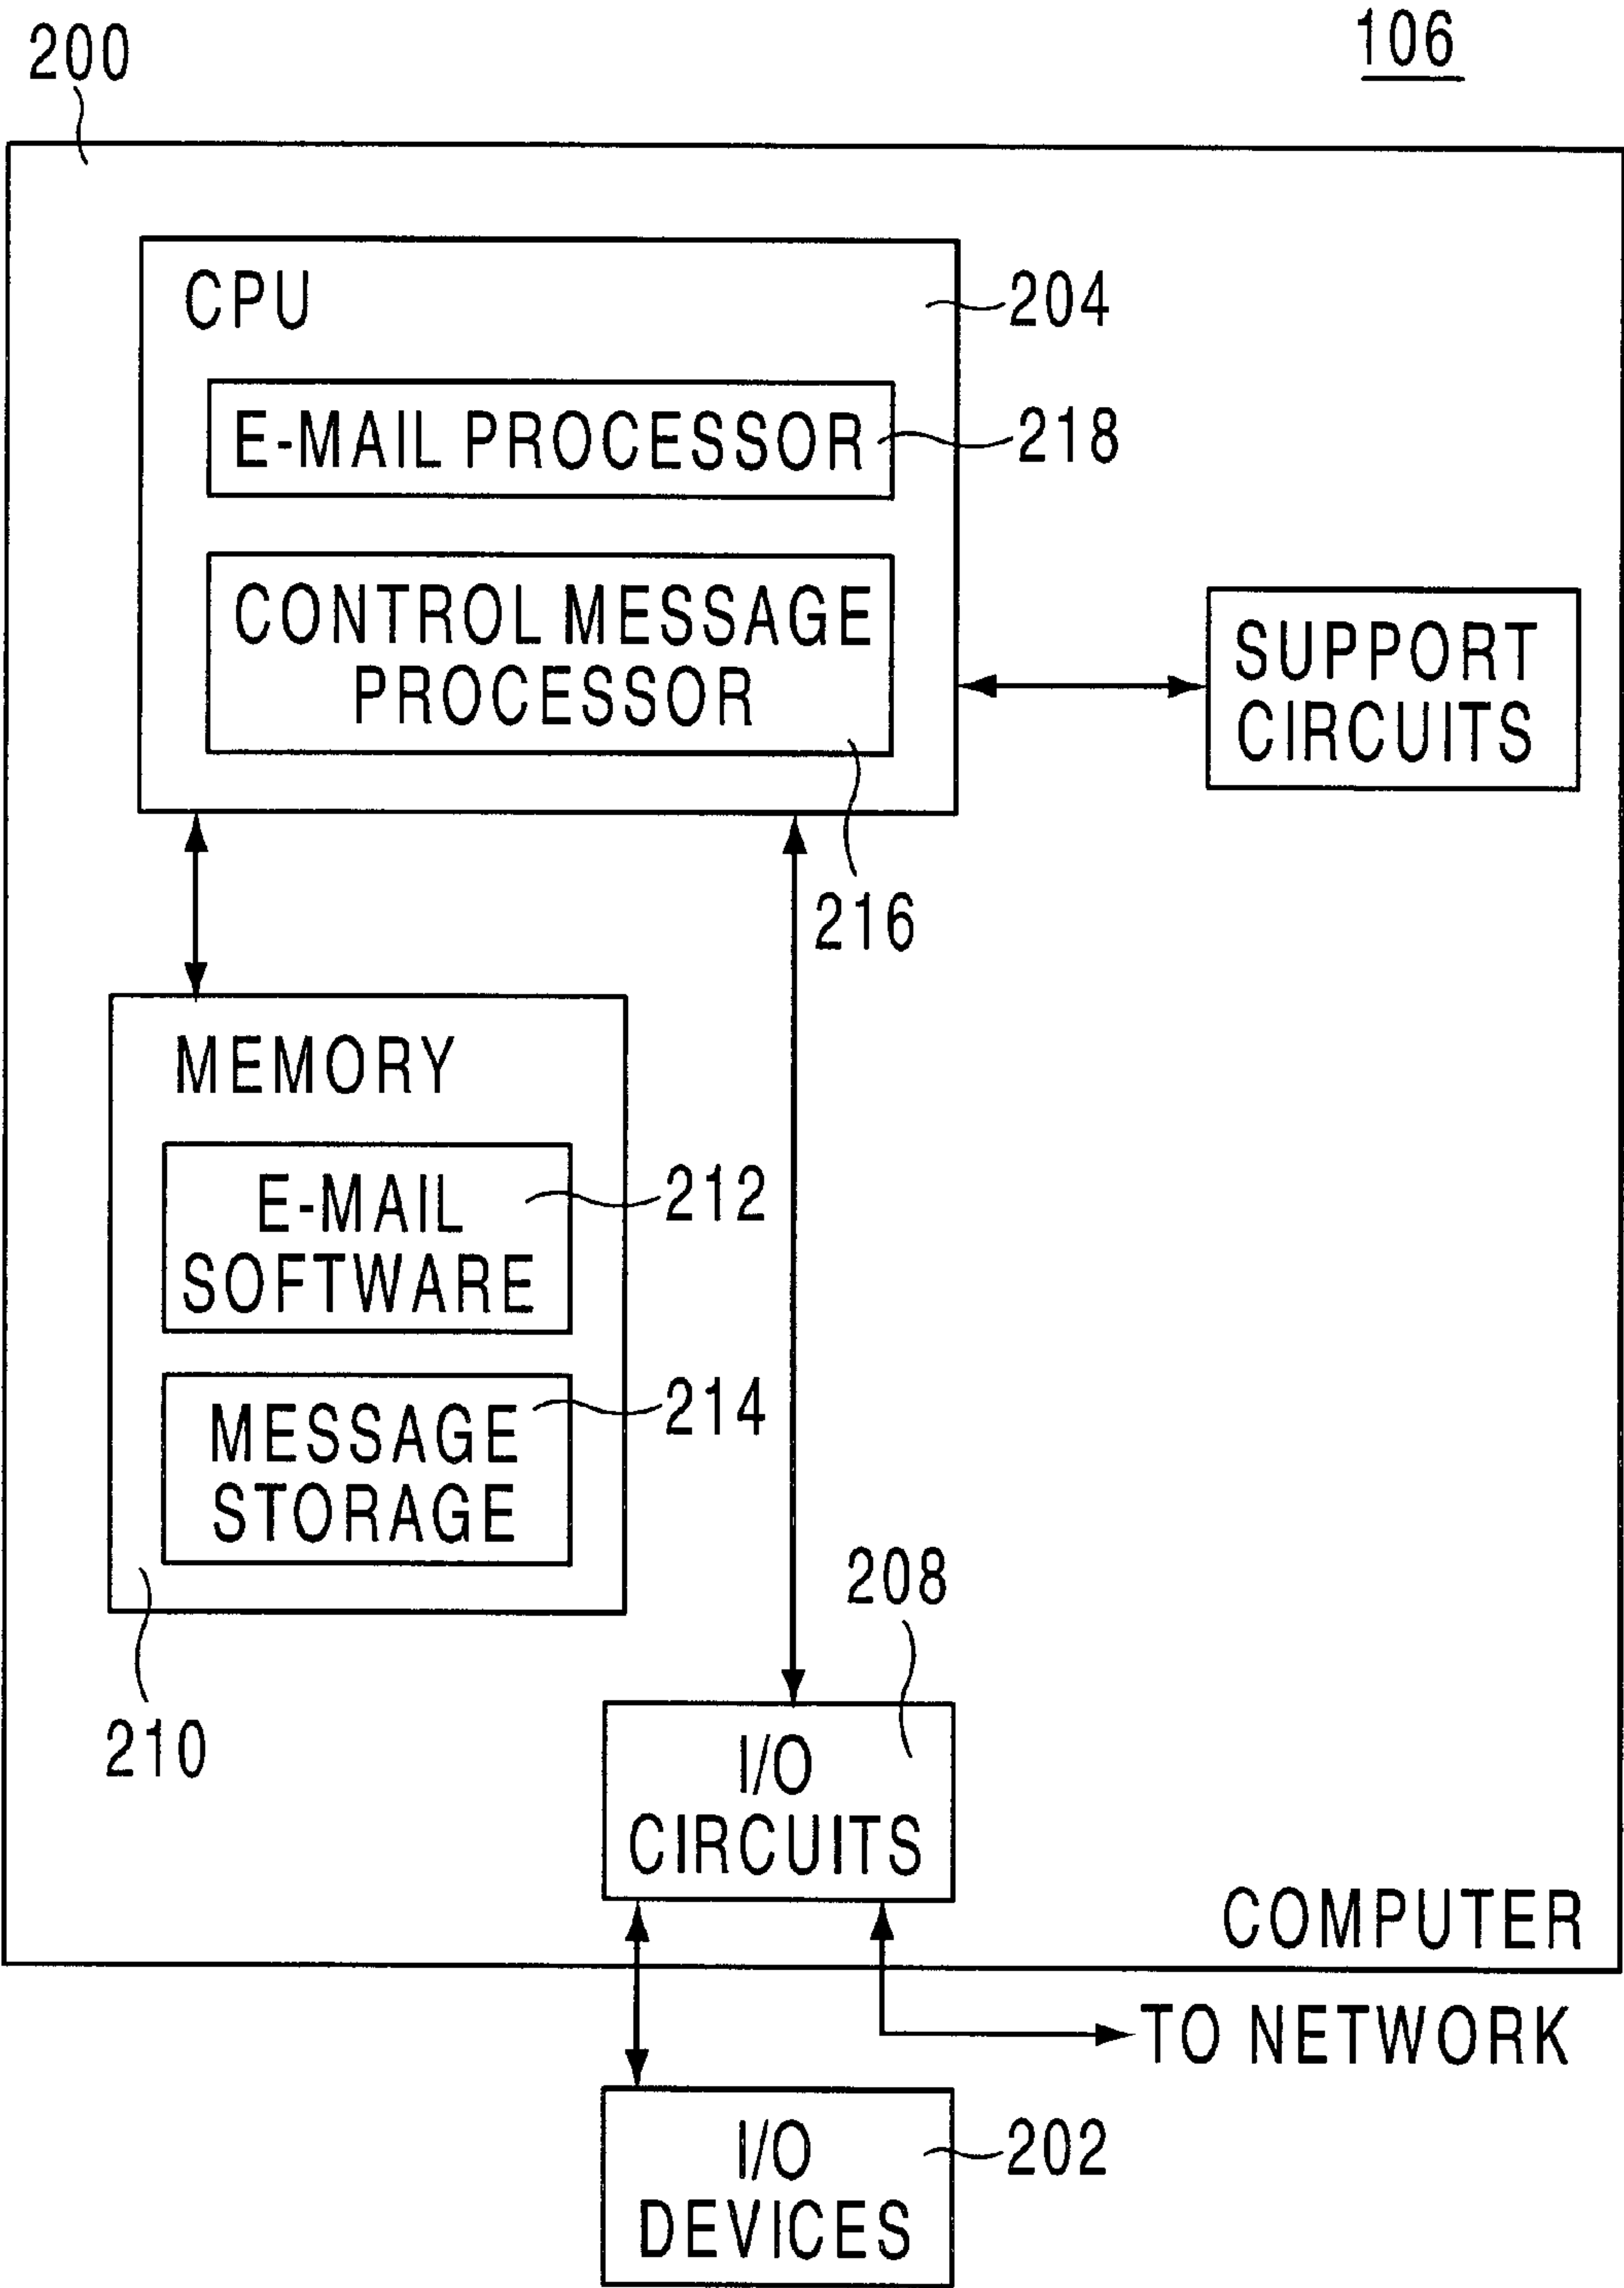 200
106
CPU
204
E-MAIL PROCESSOR
218
CONTROL MESSAGE
PROCESSOR
SUPPORT
CIRCUITS
216
MEMORY
E-MAIL
SOFTWARE
212
MESSAGE
STORAGE
214
208
210
I/O
CIRCUITS
COMPUTER
TO NETWORK
I/O
DEVICES
202